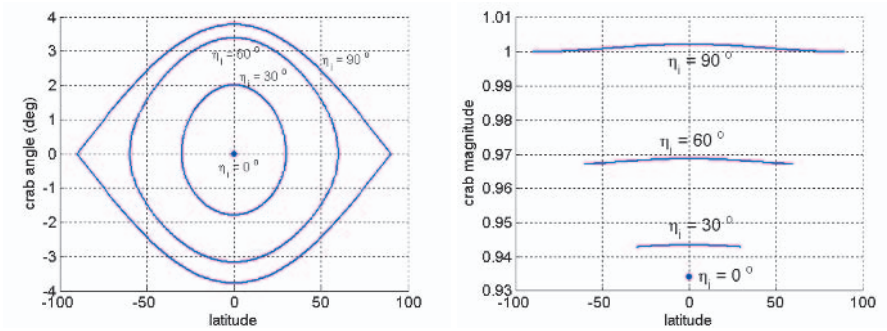 4
3
2
1
0
-1
-2
-3
-4
-100
-50
0
50
100
crab angle (deg)
latitude
ηi = 60 o
ηi = 90 o
ηi = 30 o
ηi = 0 o
1.01
1
0.99
0.98
0.97
0.96
0.95
0.94
0.93
-100
-50
0
50
100
crab magnitude
latitude
ηi = 90 o
ηi = 60 o
ηi = 30 o
ηi = 0 o